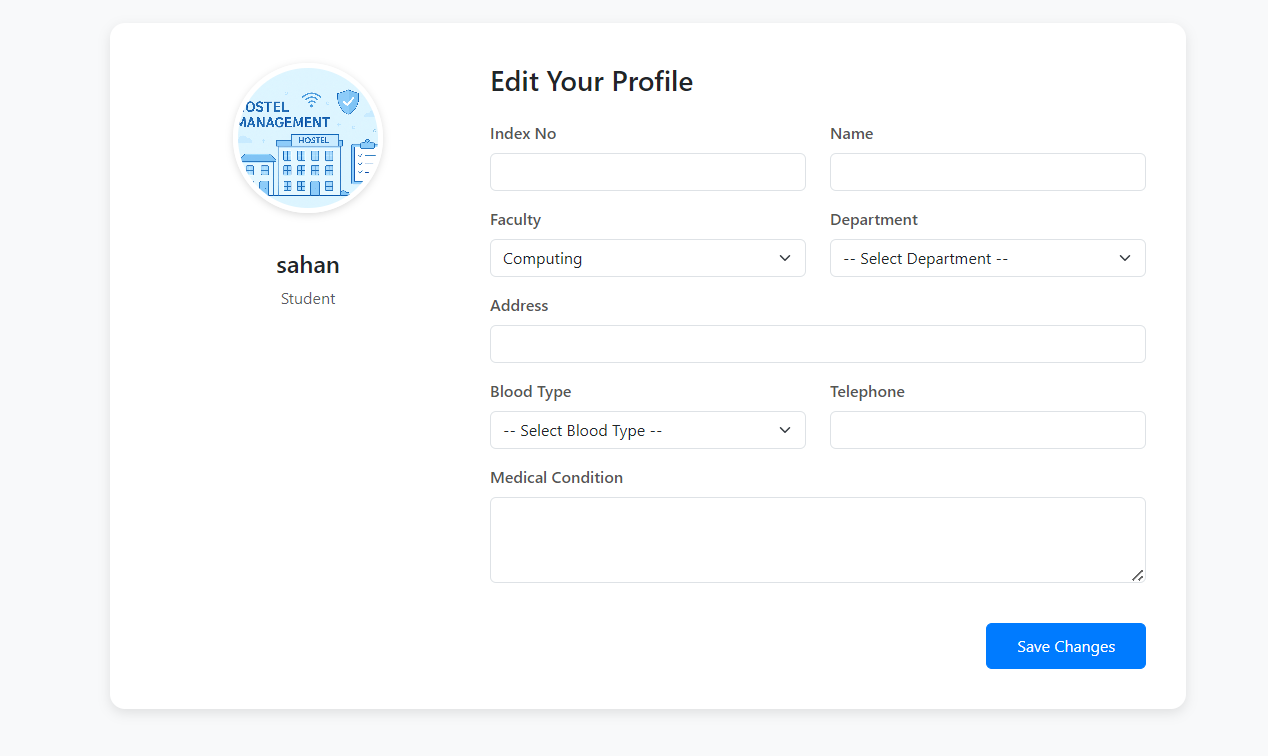 OSTEL
MANAGEMENT
HOSTEL
sahan
Student
Edit Your Profile
Index No
Name
Faculty
Department
Computing
-- Select Department --
Address
Blood Type
Telephone
-- Select Blood Type --
Medical Condition
Save Changes